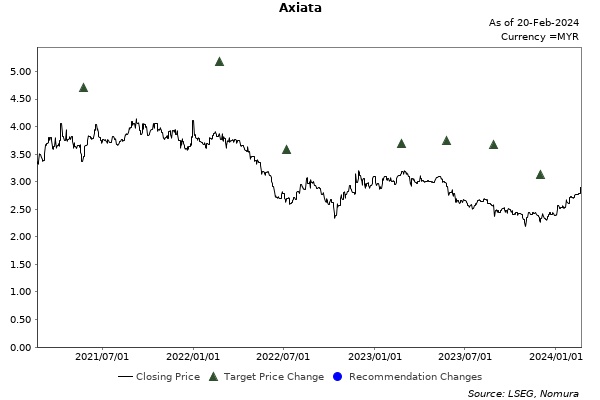 Axiata
As of 20-Feb-2024
Currency =MYR
5.00
4.50
4.00
3.50
3.00
2.50
2.00
1.50
1.00
0.50
0.00
2021/07/01 2022/01/01 2022/07/01 2023/01/01 2023/07/01 2024/01/01
Closing Price Target Price Change Recommendation Changes
Source: LSEG, Nomura